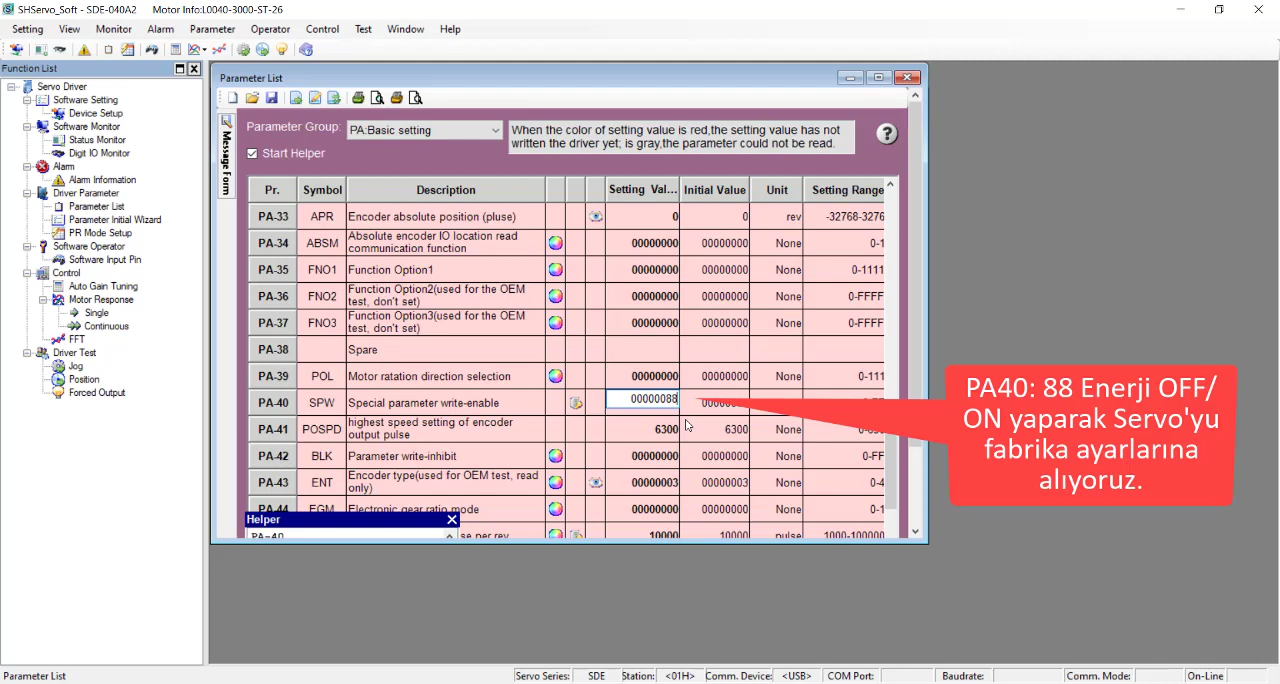 SHServo_Soft - SDE-040A2 Motor Info:L0040-3000-ST-26
Setting View Monitor Alarm Parameter Operator Control Test Window Help
Function List
Servo Driver
Software Setting
Device Setup
Software Monitor
Status Monitor
Digit IO Monitor
Alarm
Alarm Information
Driver Parameter
Parameter List
Parameter Initial Wizard
PR Mode Setup
Software Operator
Software Input Pin
Control
Auto Gain Tuning
Motor Response
Single
Continuous
FFT
Driver Test
Jog
Position
Forced Output
Parameter List
Message Form
Parameter Group: PA:Basic setting
When the color of setting value is red,the setting value has not
written the driver yet; is gray,the parameter could not be read.
Start Helper
Pr. Symbol Description Setting Val... Initial Value Unit Setting Range
PA-33 APR Encoder absolute position (pluse) 0 0 rev -32768-3276
PA-34 ABSM Absolute encoder IO location read
communication function 00000000 00000000 None 0-1
PA-35 FNO1 Function Option1 00000000 00000000 None 0-1111
PA-36 FNO2 Function Option2(used for the OEM
test, don't set) 00000000 00000000 None 0-FFFF
PA-37 FNO3 Function Option3(used for the OEM
test, don't set) 00000000 00000000 None 0-FFFF
PA-38 Spare
PA-39 POL Motor ratation direction selection 00000000 00000000 None 0-111
PA-40 SPW Special parameter write-enable 00000088 00000000 None
PA-41 POSPD highest speed setting of encoder
output pulse 6300 6300
PA-42 BLK Parameter write-inhibit 00000000 00000000 None 0-FF
PA-43 ENT Encoder type(used for OEM test, read
only) 00000003 00000003 None 0-4
PA-44 EGM Electronic gear ratio mode 00000000 00000000 None 0-1
se per rev 10000 10000 pulse 1000-100000
Helper
PA-40
PA40: 88 Enerji OFF/
ON yaparak Servo'yu
fabrika ayarlarına
alıyoruz.
Parameter List Servo Series: SDE Station: <01H> Comm. Device: <USB> COM Port: Baudrate: Comm. Mode: On-Line